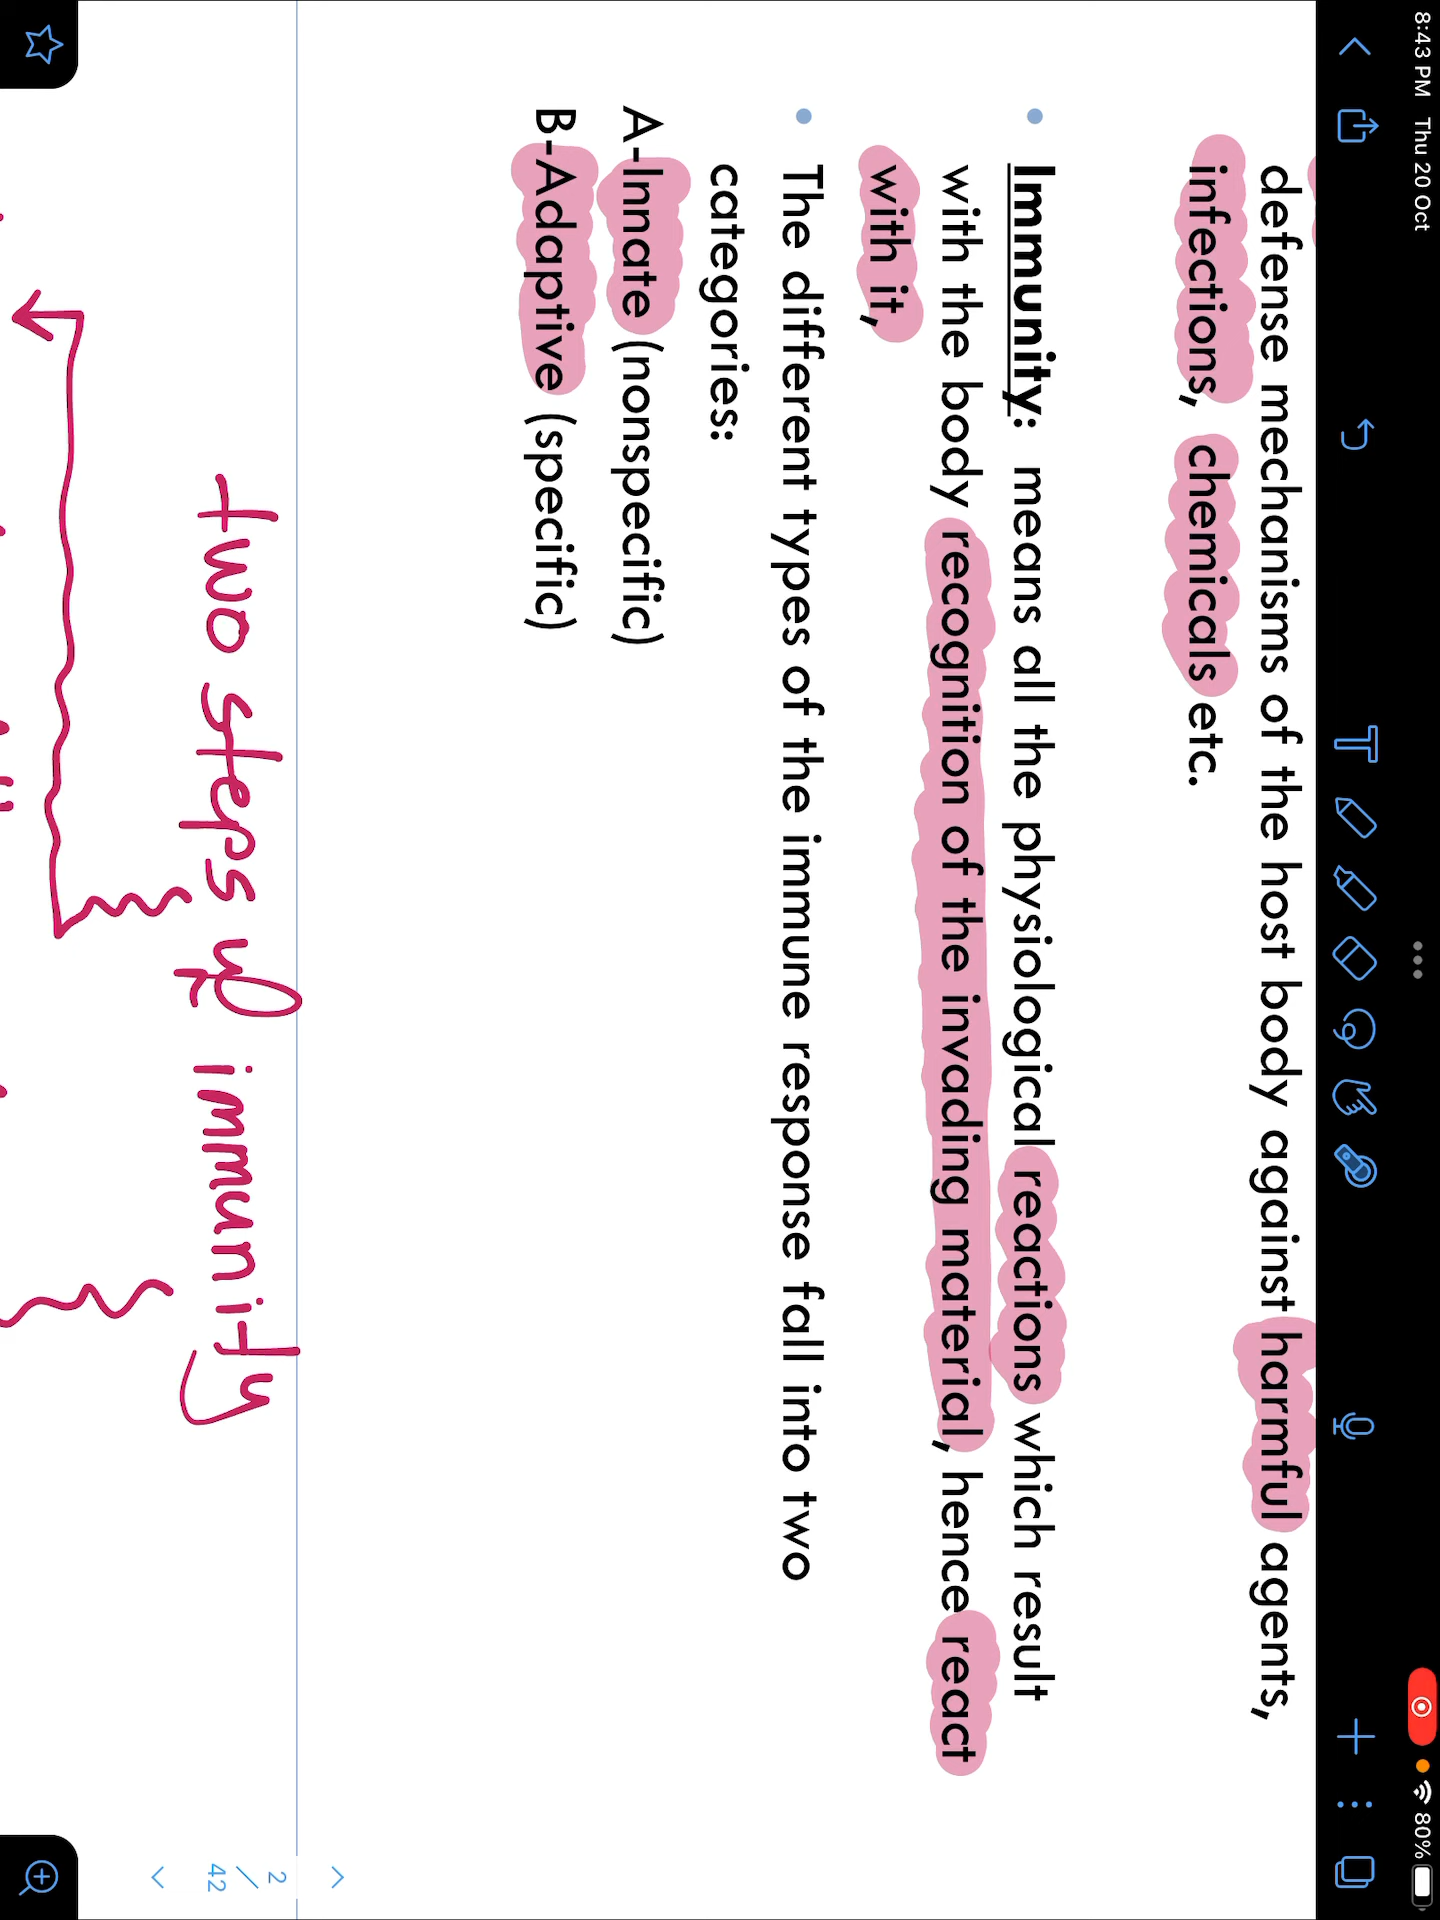 8:43 PM Thu 20 Oct
80%
defense mechanisms of the host body against harmful agents,
infections, chemicals etc.
Immunity: means all the physiological reactions which result
with the body recognition of the invading material, hence react
with it,
The different types of the immune response fall into two
categories:
A-Innate (nonspecific)
B-Adaptive (specific)
two steps of immunity
2 / 42